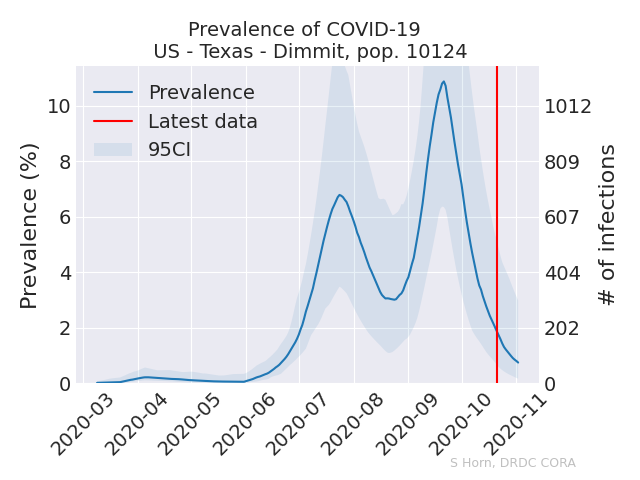 Prevalence of COVID-19
US - Texas - Dimmit, pop. 10124
Prevalence
Latest data
95CI
Prevalence (%)
10
8
6
4
2
0
1012
809
607
404
202
0
# of infections
2020-03
2020-04
2020-05
2020-06
2020-07
2020-08
2020-09
2020-10
2020-11
S Horn, DRDC CORA